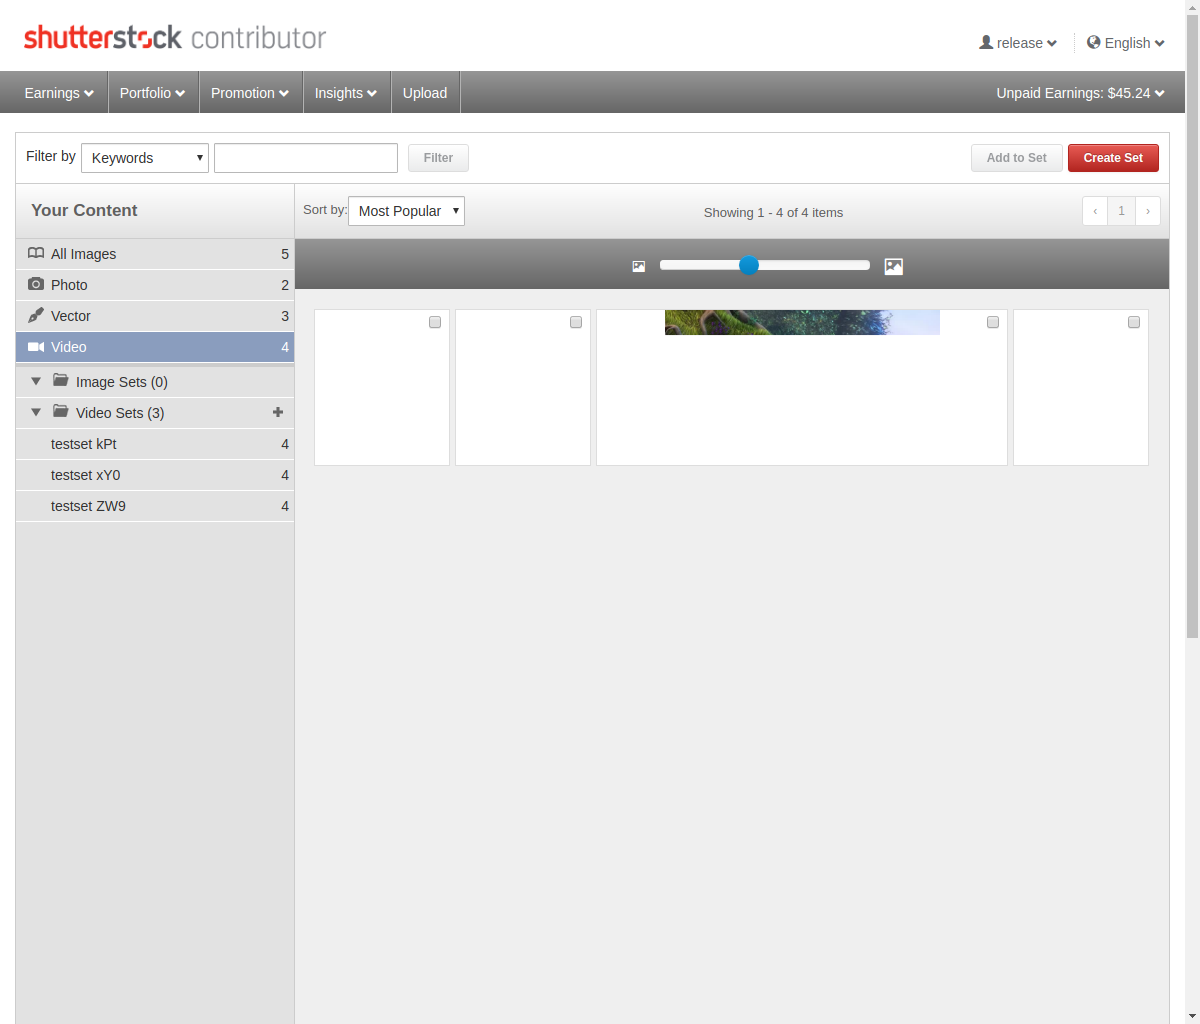 shutterstock contributor
release
English
Earnings
Portfolio
Promotion
Insights
Upload
Unpaid Earnings: $45.24
Filter by
Keywords
Filter
Add to Set
Create Set
Your Content
Sort by:
Most Popular
Showing 1 - 4 of 4 items
‹ 1 ›
All Images 5
Photo 2
Vector 3
Video 4
Image Sets (0)
Video Sets (3)
testset kPt 4
testset xY0 4
testset ZW9 4